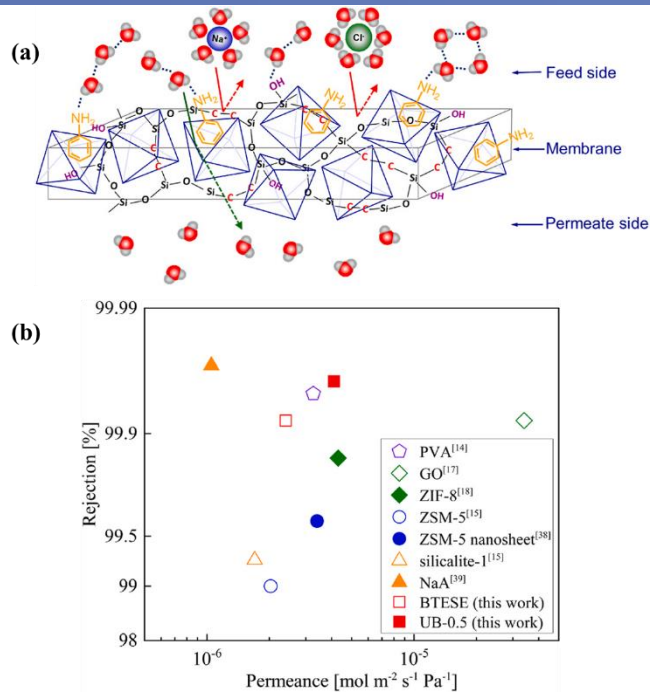 (a)
Na⁺
Cl⁻
Feed side
Membrane
Permeate side
NH₂
NH₂
NH₂
NH₂
NH₂
OH
OH
HO
HO
OH
OH
Si
O
C
(b)
99.99
99.9
99.5
99
98
Rejection [%]
PVA[14]
GO[17]
ZIF-8[18]
ZSM-5[15]
ZSM-5 nanosheet[38]
silicalite-1[15]
NaA[39]
BTESE (this work)
UB-0.5 (this work)
10⁻⁶
10⁻⁵
Permeance [mol m⁻² s⁻¹ Pa⁻¹]